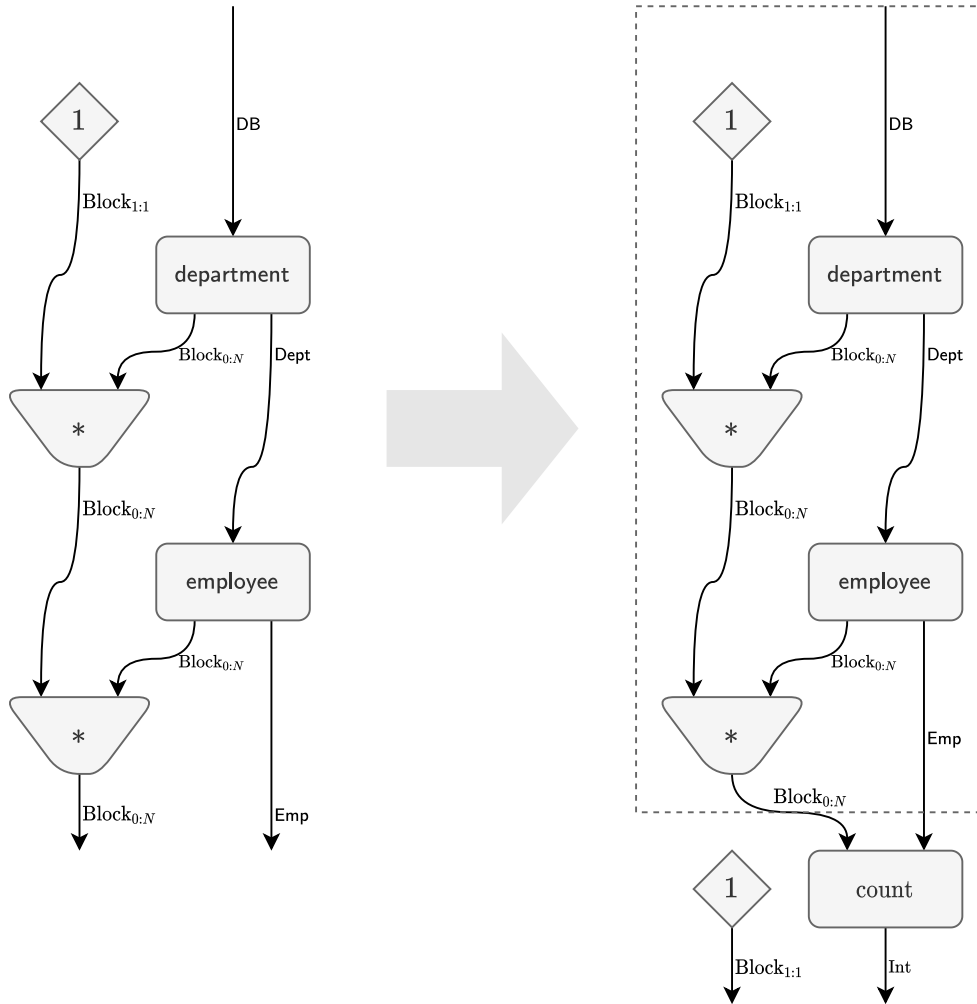 1
DB
Block1:1
department
Block0:N
Dept
*
Block0:N
employee
Block0:N
*
Block0:N
Emp
1
DB
Block1:1
department
Block0:N
Dept
*
Block0:N
employee
Block0:N
*
Emp
Block0:N
1
count
Block1:1
Int